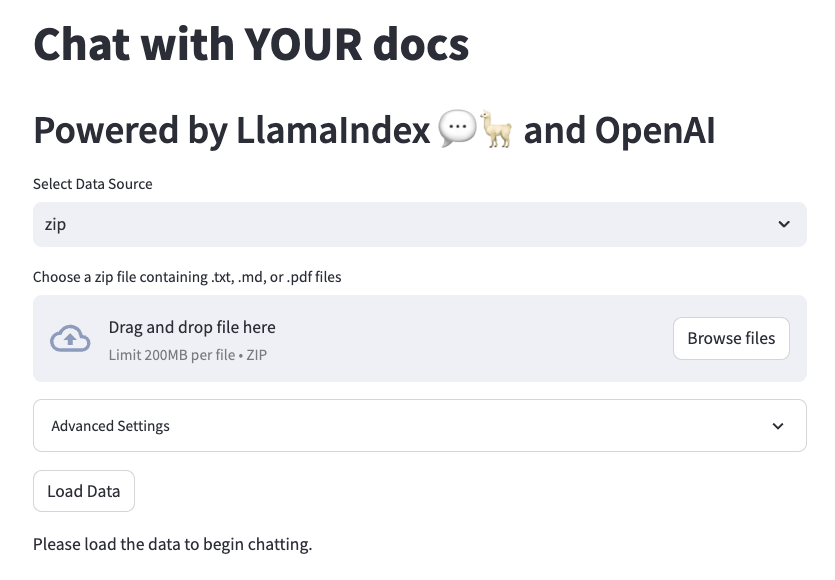 Chat with YOUR docs
Powered by LlamaIndex 💬🦙 and OpenAI
Select Data Source
zip
Choose a zip file containing .txt, .md, or .pdf files
Drag and drop file here
Limit 200MB per file • ZIP
Browse files
Advanced Settings
Load Data
Please load the data to begin chatting.